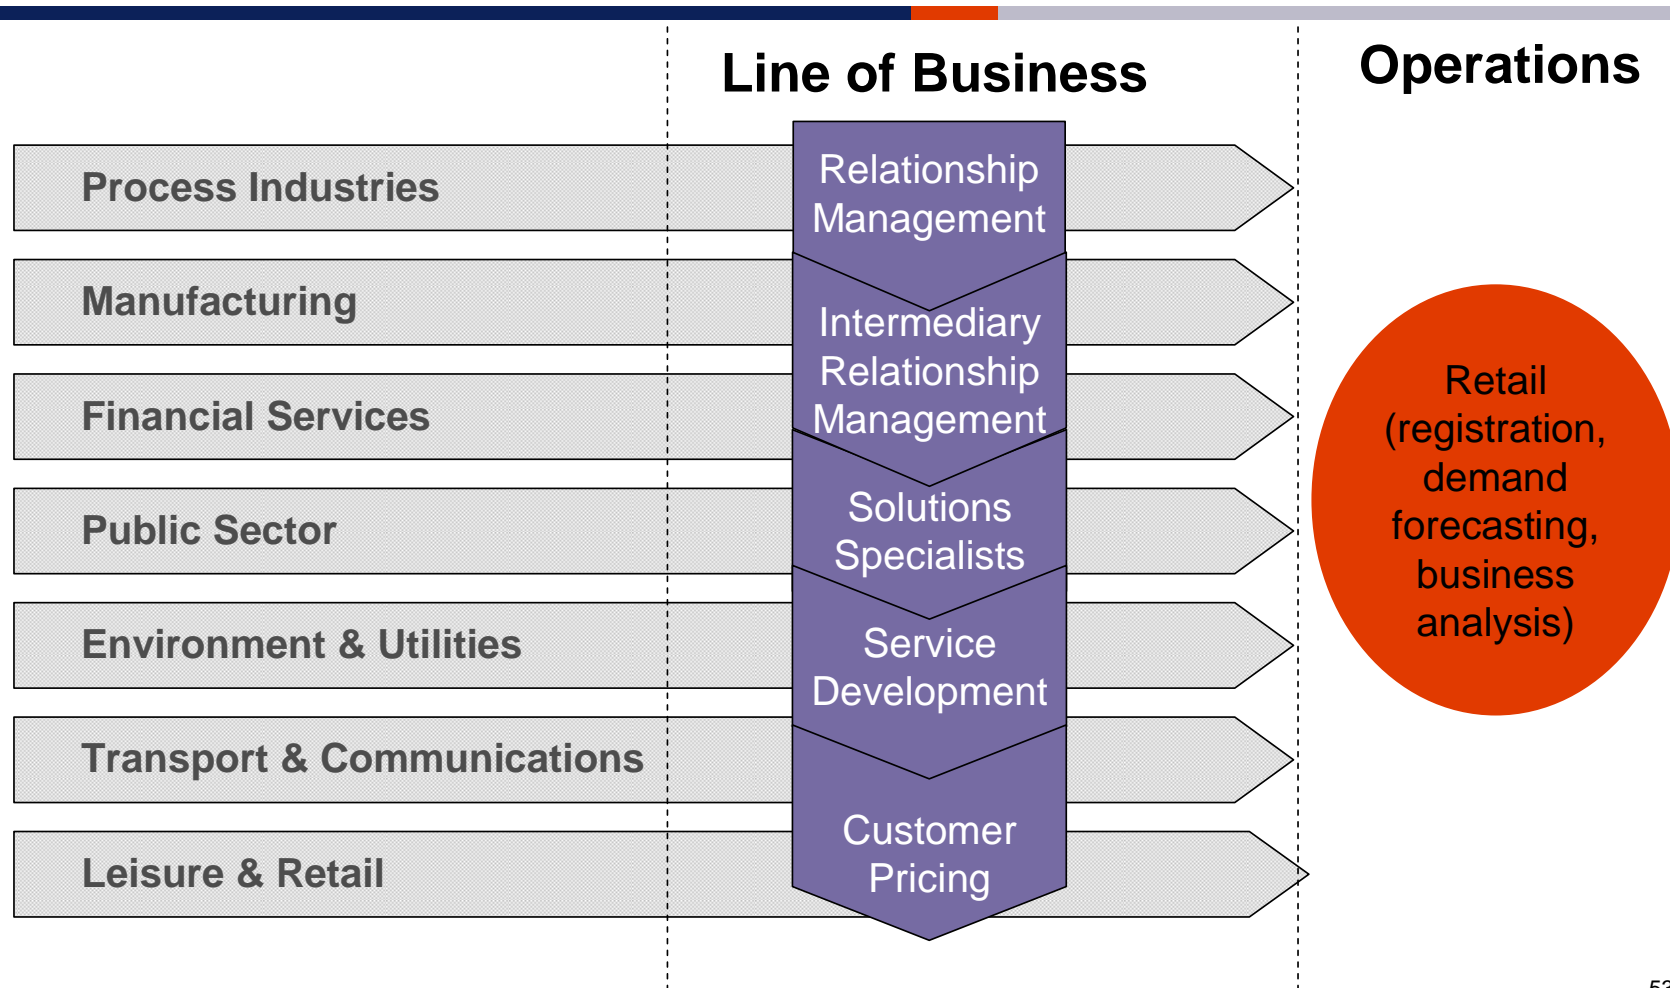 Line of Business
Operations
Process Industries
Manufacturing
Financial Services
Public Sector
Environment & Utilities
Transport & Communications
Leisure & Retail
Relationship
Management
Intermediary
Relationship
Management
Solutions
Specialists
Service
Development
Customer
Pricing
Retail
(registration,
demand
forecasting,
business
analysis)